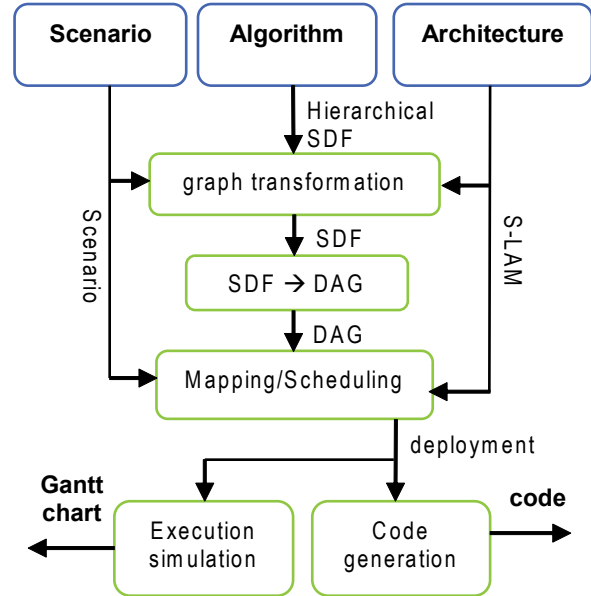 Scenario
Algorithm
Architecture
Hierarchical
SDF
graph transformation
Scenario
S-LAM
SDF
SDF → DAG
DAG
Mapping/Scheduling
deployment
Gantt
chart
Execution
simulation
Code
generation
code